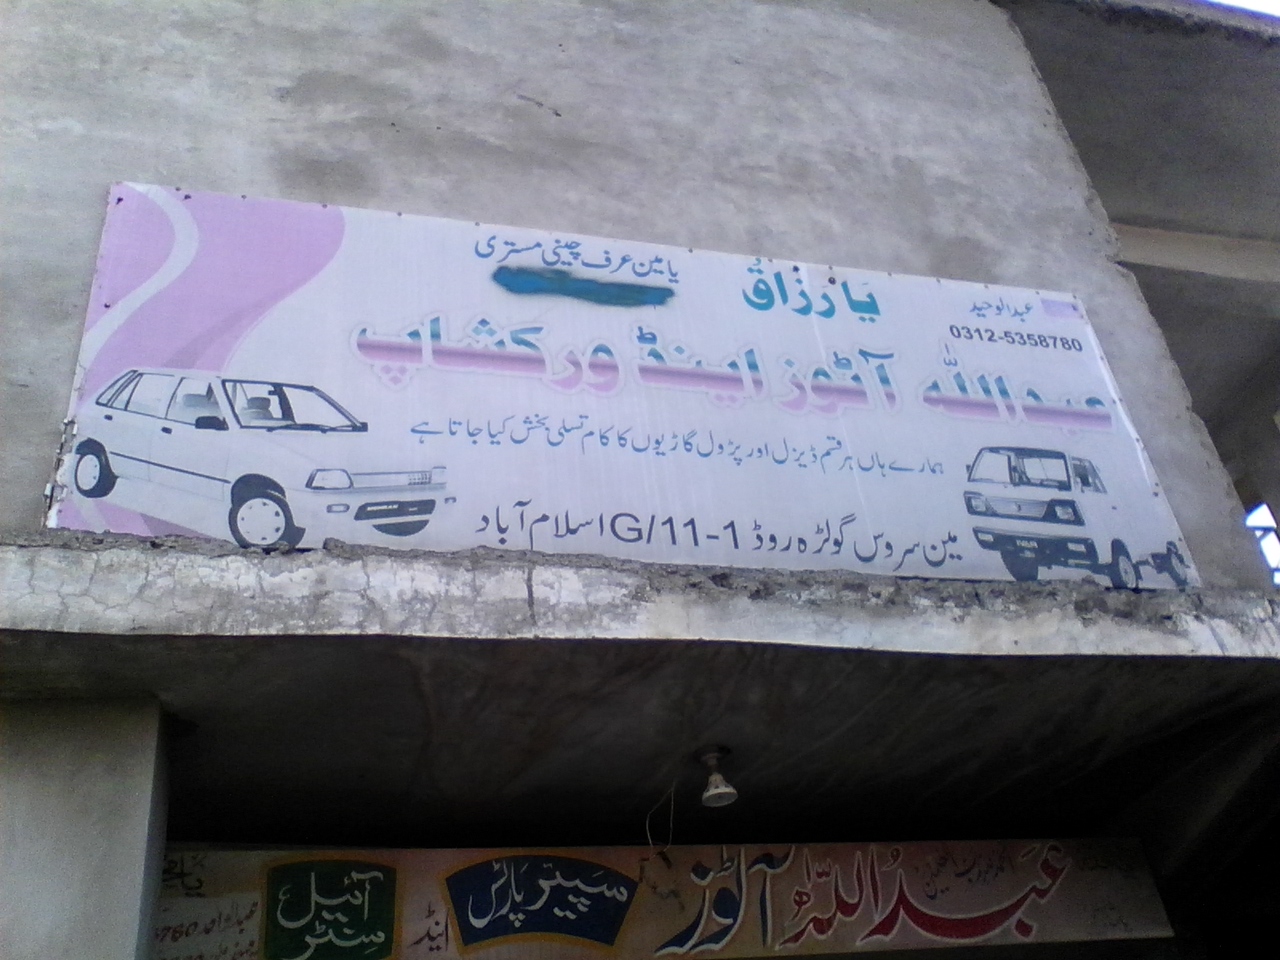 یا رزاق
یامین عرف چینی مستری
عبدالوحید
0312-5358780
عبداللہ آٹوز اینڈ ورکشاپ
ہمارے ہاں ہر قسم ڈیزل اور پڑول گاڑیوں کا کام تسلی بخش کیا جاتا ہے
مین سروس گولڑہ روڈ G/11-1 اسلام آباد
عبداللہ آٹوز
سپیئر پارٹس
اینڈ
آئیل سنٹر